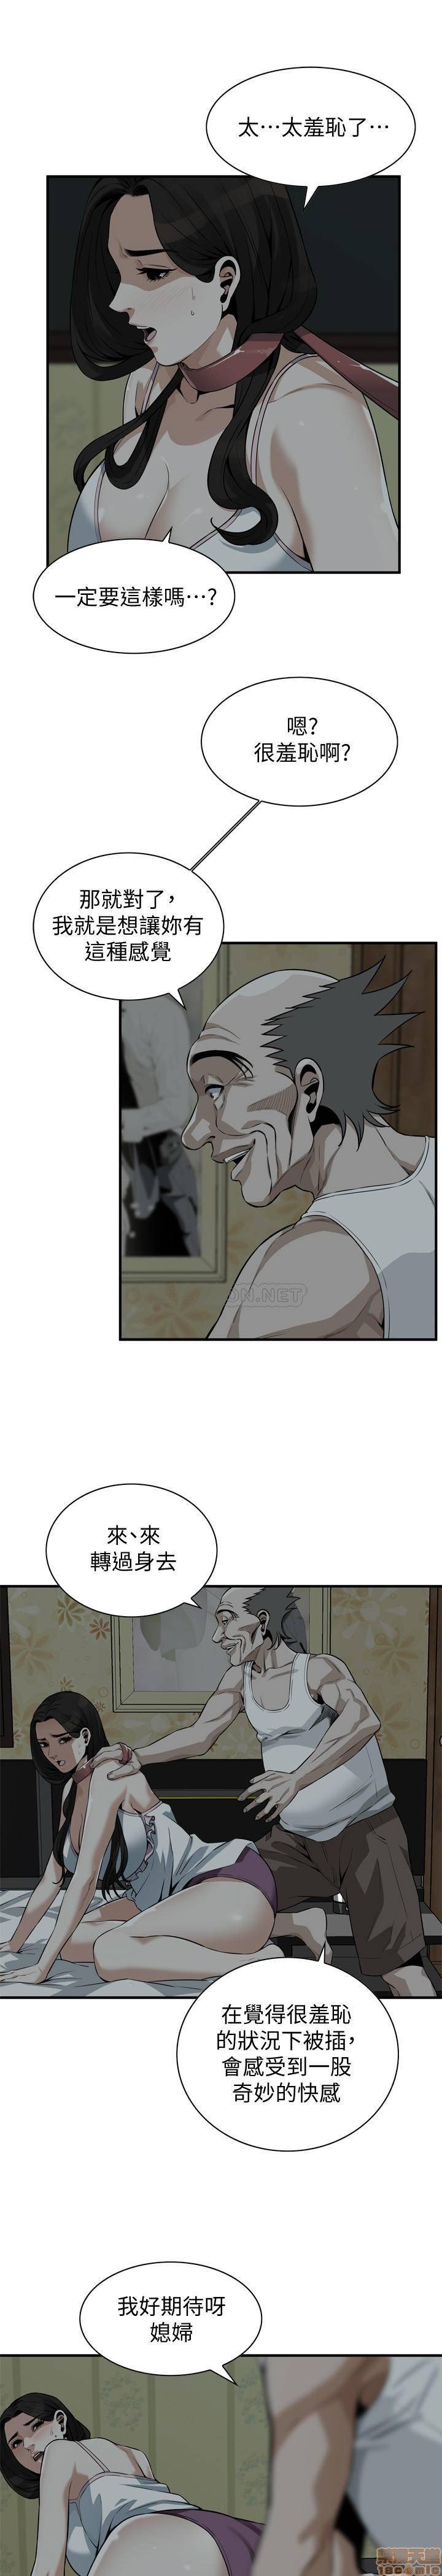 太⋯太羞恥了⋯
一定要這樣嗎⋯?
嗯?
很羞恥啊?
那就對了,
我就是想讓妳有
這種感覺
ON.NET
來、來
轉過身去
在覺得很羞恥
的狀況下被插,
會感受到一股
奇妙的快感
我好期待呀
媳婦